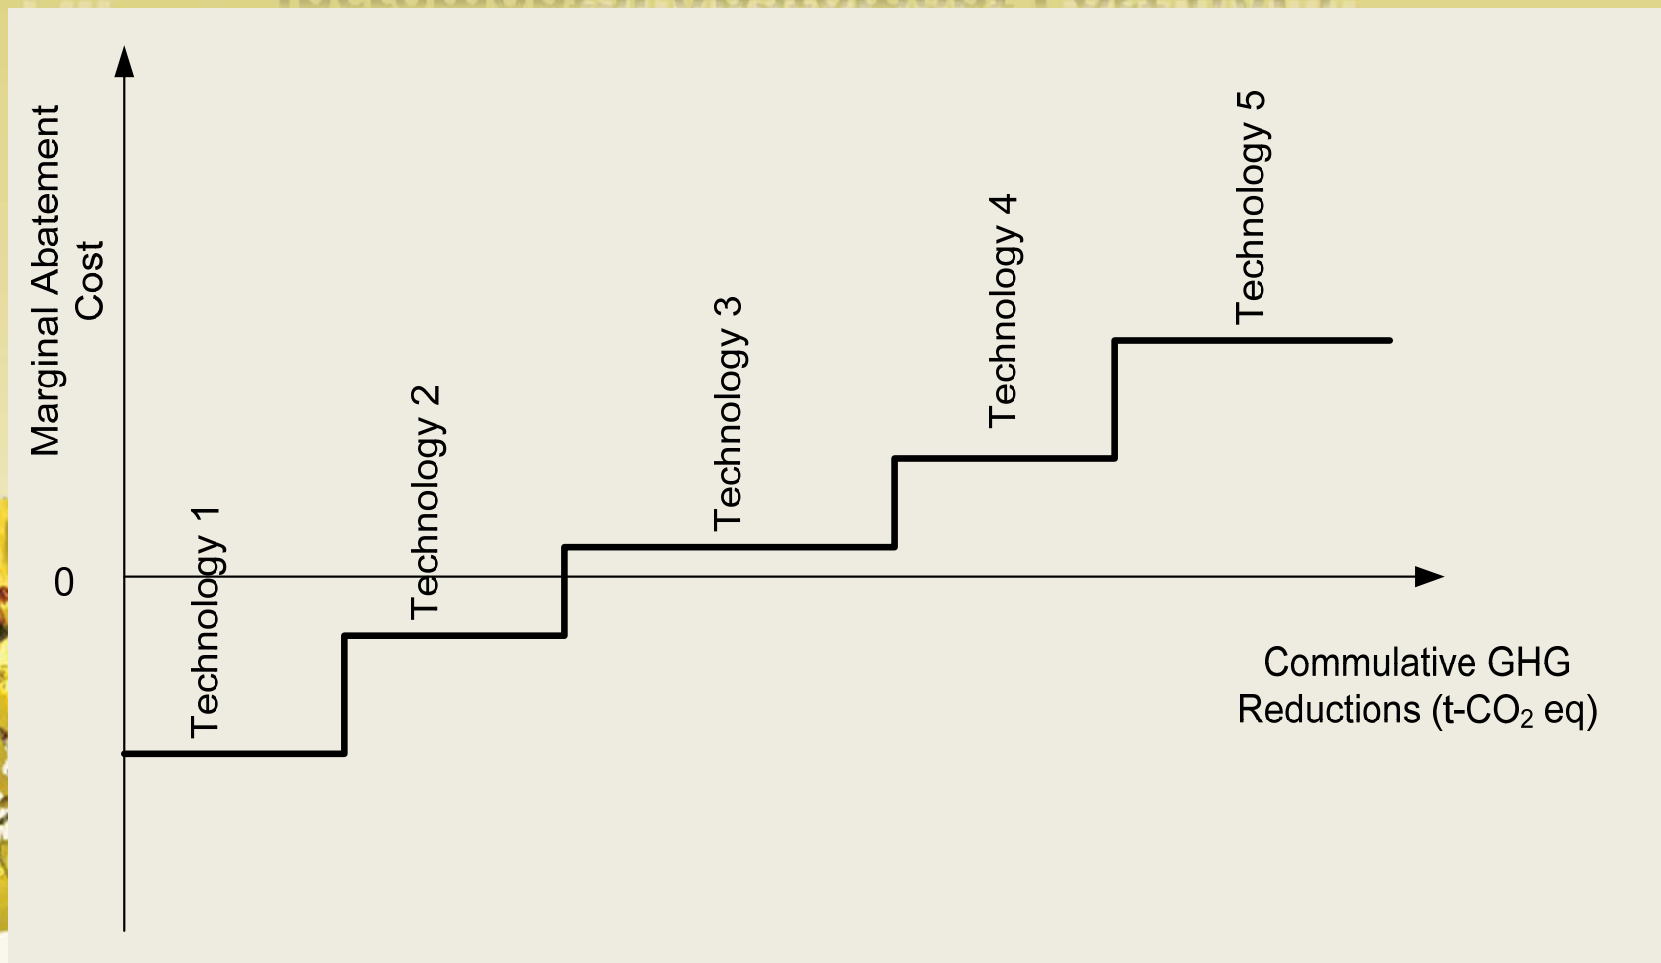 Marginal Abatement
Cost
Technology 1
Technology 2
Technology 3
Technology 4
Technology 5
0
Commulative GHG
Reductions (t-CO₂ eq)